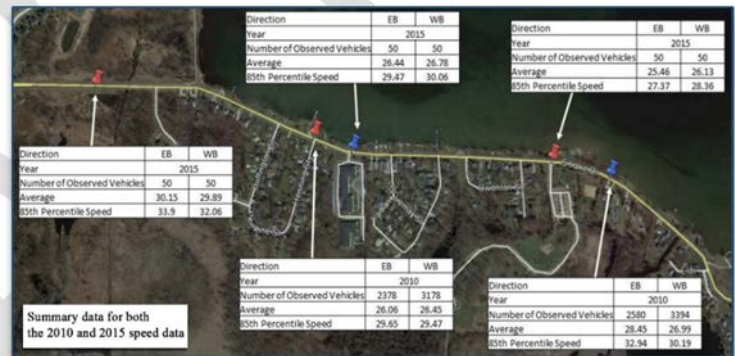 Direction EB WB
Year 2015
Number of Observed Vehicles 50 50
Average 26.44 26.78
85th Percentile Speed 29.47 30.06
Direction EB WB
Year 2015
Number of Observed Vehicles 50 50
Average 25.46 26.13
85th Percentile Speed 27.37 28.36
Direction EB WB
Year 2015
Number of Observed Vehicles 50 50
Average 30.15 29.89
85th Percentile Speed 33.9 32.06
Direction EB WB
Year 2010
Number of Observed Vehicles 2378 3178
Average 26.06 26.45
85th Percentile Speed 29.65 29.47
Direction EB WB
Year 2010
Number of Observed Vehicles 2580 3394
Average 28.45 26.99
85th Percentile Speed 32.94 30.19
Summary data for both
the 2010 and 2015 speed data